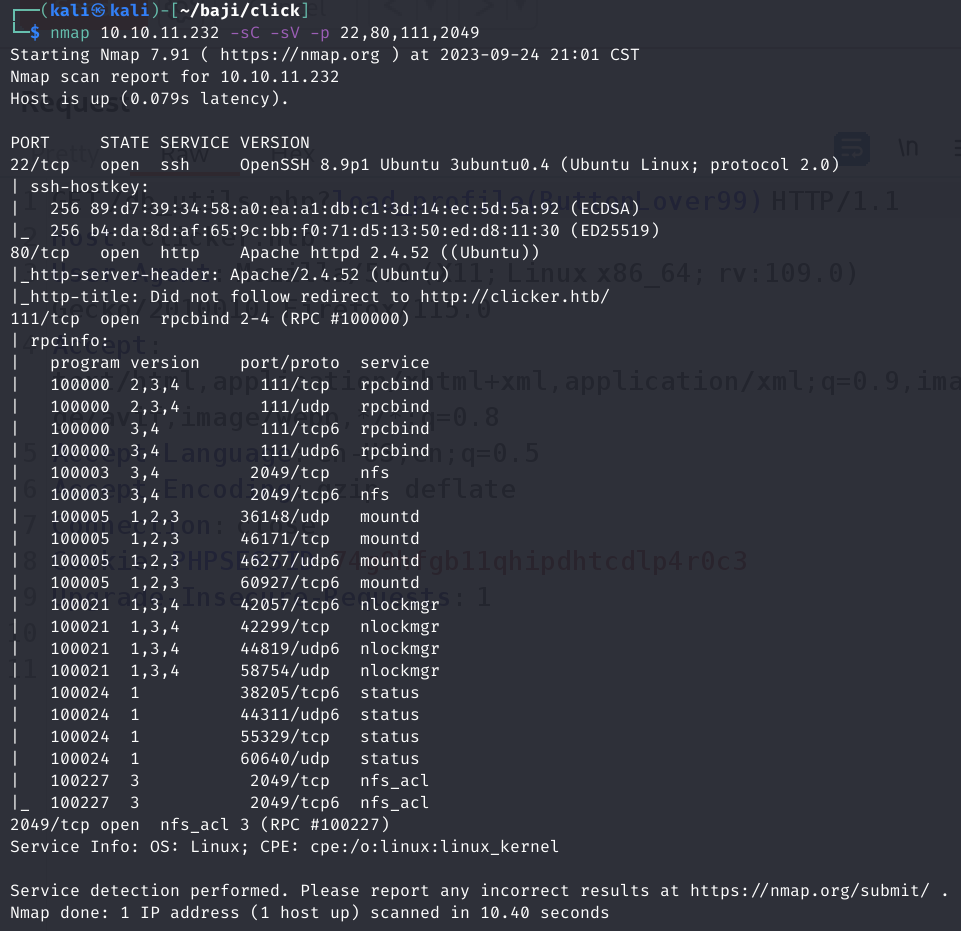 ┌──(kali㉿kali)-[~/baji/click]
└─$ nmap 10.10.11.232 -sC -sV -p 22,80,111,2049
Starting Nmap 7.91 ( https://nmap.org ) at 2023-09-24 21:01 CST
Nmap scan report for 10.10.11.232
Host is up (0.079s latency).

PORT     STATE SERVICE VERSION
22/tcp   open  ssh     OpenSSH 8.9p1 Ubuntu 3ubuntu0.4 (Ubuntu Linux; protocol 2.0)
| ssh-hostkey:
|   256 89:d7:39:34:58:a0:ea:a1:db:c1:3d:14:ec:5d:5a:92 (ECDSA)
|_  256 b4:da:8d:af:65:9c:bb:f0:71:d5:13:50:ed:d8:11:30 (ED25519)
80/tcp   open  http    Apache httpd 2.4.52 ((Ubuntu))
|_http-server-header: Apache/2.4.52 (Ubuntu)
|_http-title: Did not follow redirect to http://clicker.htb/
111/tcp  open  rpcbind 2-4 (RPC #100000)
| rpcinfo:
|   program version    port/proto  service
|   100000  2,3,4        111/tcp   rpcbind
|   100000  2,3,4        111/udp   rpcbind
|   100000  3,4          111/tcp6  rpcbind
|   100000  3,4          111/udp6  rpcbind
|   100003  3,4         2049/tcp   nfs
|   100003  3,4         2049/tcp6  nfs
|   100005  1,2,3      36148/udp   mountd
|   100005  1,2,3      46171/tcp   mountd
|   100005  1,2,3      46277/udp6  mountd
|   100005  1,2,3      60927/tcp6  mountd
|   100021  1,3,4      42057/tcp6  nlockmgr
|   100021  1,3,4      42299/tcp   nlockmgr
|   100021  1,3,4      44819/udp6  nlockmgr
|   100021  1,3,4      58754/udp   nlockmgr
|   100024  1          38205/tcp6  status
|   100024  1          44311/udp6  status
|   100024  1          55329/tcp   status
|   100024  1          60640/udp   status
|   100227  3           2049/tcp   nfs_acl
|_  100227  3           2049/tcp6  nfs_acl
2049/tcp open  nfs_acl 3 (RPC #100227)
Service Info: OS: Linux; CPE: cpe:/o:linux:linux_kernel

Service detection performed. Please report any incorrect results at https://nmap.org/submit/ .
Nmap done: 1 IP address (1 host up) scanned in 10.40 seconds